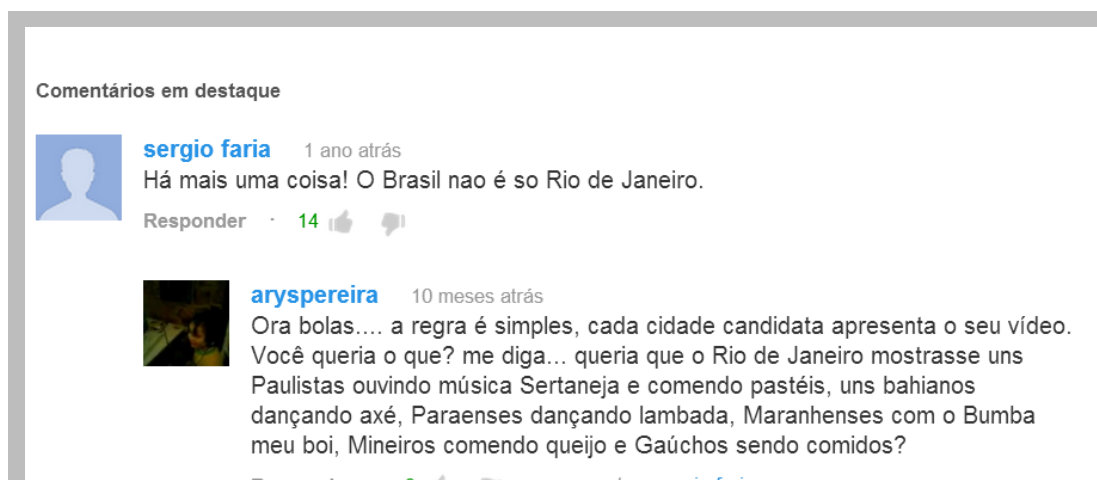 Comentários em destaque
sergio faria 1 ano atrás
Há mais uma coisa! O Brasil nao é so Rio de Janeiro.
Responder · 14
aryspereira 10 meses atrás
Ora bolas.... a regra é simples, cada cidade candidata apresenta o seu vídeo.
Você queria o que? me diga... queria que o Rio de Janeiro mostrasse uns
Paulistas ouvindo música Sertaneja e comendo pastéis, uns bahianos
dançando axé, Paraenses dançando lambada, Maranhenses com o Bumba
meu boi, Mineiros comendo queijo e Gaúchos sendo comidos?